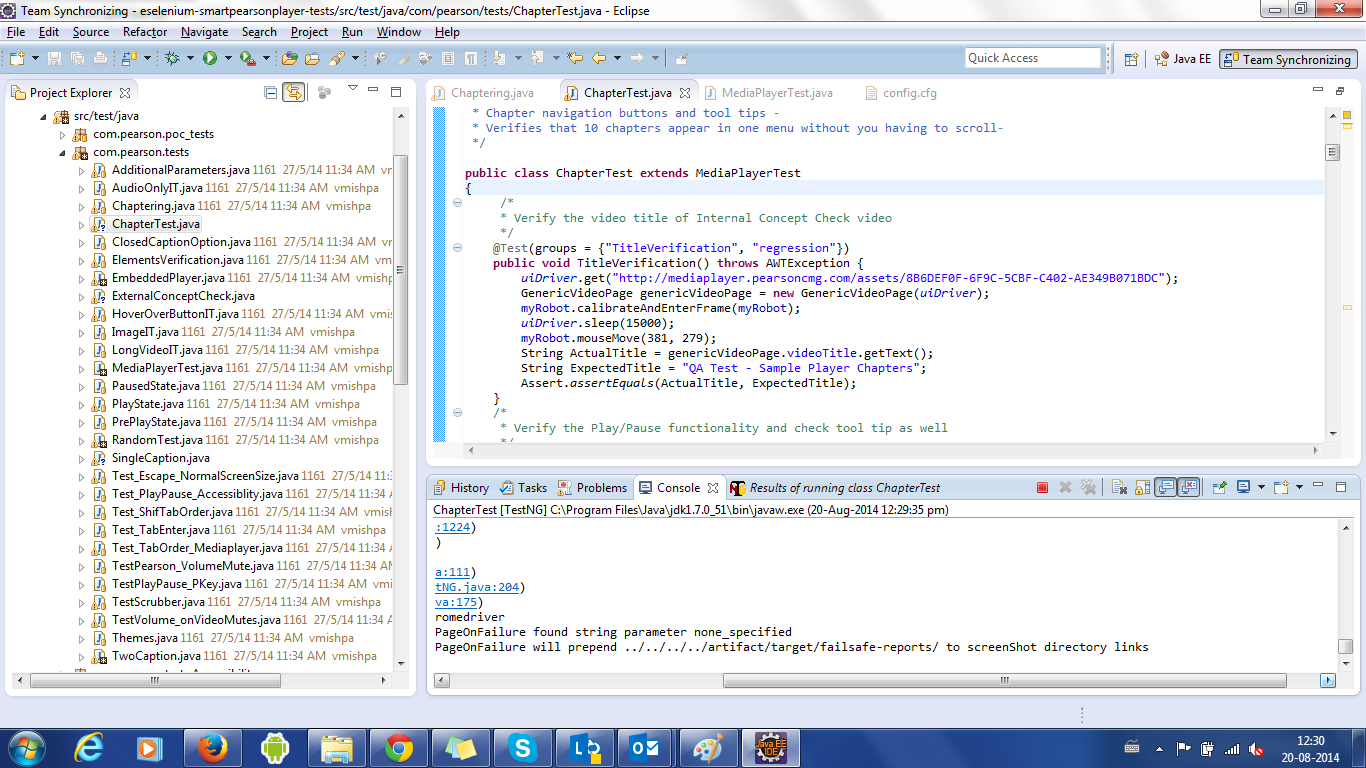 Team Synchronizing - eselenium-smartpearsonplayer-tests/src/test/java/com/pearson/tests/ChapterTest.java - Eclipse
File Edit Source Refactor Navigate Search Project Run Window Help
Quick Access
Java EE
Team Synchronizing
Project Explorer
src/test/java
com.pearson.poc_tests
com.pearson.tests
AdditionalParameters.java 1161 27/5/14 11:34 AM vr
AudioOnlyIT.java 1161 27/5/14 11:34 AM vmishpa
Chaptering.java 1161 27/5/14 11:34 AM vmishpa
ChapterTest.java
ClosedCaptionOption.java 1161 27/5/14 11:34 AM
ElementsVerification.java 1161 27/5/14 11:34 AM
EmbeddedPlayer.java 1161 27/5/14 11:34 AM vmish
ExternalConceptCheck.java
HoverOverButtonIT.java 1161 27/5/14 11:34 AM vmi
ImageIT.java 1161 27/5/14 11:34 AM vmishpa
LongVideoIT.java 1161 27/5/14 11:34 AM vmishpa
MediaPlayerTest.java 1161 27/5/14 11:34 AM vmishpa
PausedState.java 1161 27/5/14 11:34 AM vmishpa
PlayState.java 1161 27/5/14 11:34 AM vmishpa
PrePlayState.java 1161 27/5/14 11:34 AM vmishpa
RandomTest.java 1161 27/5/14 11:34 AM vmishpa
SingleCaption.java
Test_Escape_NormalScreenSize.java 1161 27/5/14 11:3
Test_PlayPause_Accessiblity.java 1161 27/5/14 11:34
Test_ShifTabOrder.java 1161 27/5/14 11:34 AM vmis
Test_TabEnter.java 1161 27/5/14 11:34 AM vmishpa
Test_TabOrder_Mediaplayer.java 1161 27/5/14 11:34
TestPearson_VolumeMute.java 1161 27/5/14 11:34 A
TestPlayPause_PKey.java 1161 27/5/14 11:34 AM vmi
TestScrubber.java 1161 27/5/14 11:34 AM vmishpa
TestVolume_onVideoMutes.java 1161 27/5/14 11:34
Themes.java 1161 27/5/14 11:34 AM vmishpa
TwoCaption.java 1161 27/5/14 11:34 AM vmishpa
Chaptering.java ChapterTest.java MediaPlayerTest.java config.cfg
* Chapter navigation buttons and tool tips -
* Verifies that 10 chapters appear in one menu without you having to scroll-
*/
public class ChapterTest extends MediaPlayerTest
{
/*
* Verify the video title of Internal Concept Check video
*/
@Test(groups = {"TitleVerification", "regression"})
public void TitleVerification() throws AWTException {
uiDriver.get("http://mediaplayer.pearsoncmg.com/assets/8B6DEF0F-6F9C-5CBF-C402-AE349B071BDC");
GenericVideoPage genericVideoPage = new GenericVideoPage(uiDriver);
myRobot.calibrateAndEnterFrame(myRobot);
uiDriver.sleep(15000);
myRobot.mouseMove(381, 279);
String ActualTitle = genericVideoPage.videoTitle.getText();
String ExpectedTitle = "QA Test - Sample Player Chapters";
Assert.assertEquals(ActualTitle, ExpectedTitle);
}
/*
* Verify the Play/Pause functionality and check tool tip as well
*/
History Tasks Problems Console Results of running class ChapterTest
ChapterTest [TestNG] C:\Program Files\Java\jdk1.7.0_51\bin\javaw.exe (20-Aug-2014 12:29:35 pm)
:1224)
)
a:111)
tNG.java:204)
va:175)
romedriver
PageOnFailure found string parameter none_specified
PageOnFailure will prepend ../../../../artifact/target/failsafe-reports/ to screenShot directory links
Java EE
IDE
12:30
20-08-2014